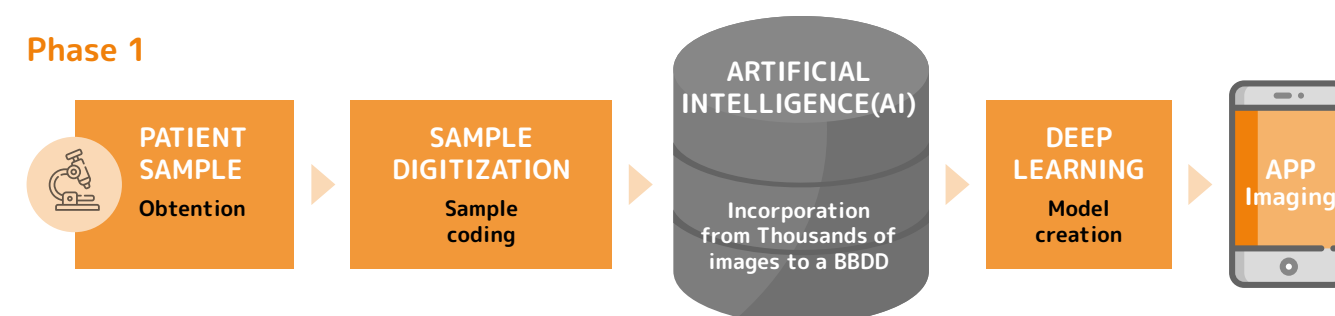 Phase 1
PATIENT
SAMPLE
Obtention
SAMPLE
DIGITIZATION
Sample
coding
ARTIFICIAL
INTELLIGENCE(AI)
Incorporation
from Thousands of
images to a BBDD
DEEP
LEARNING
Model
creation
APP
Imaging